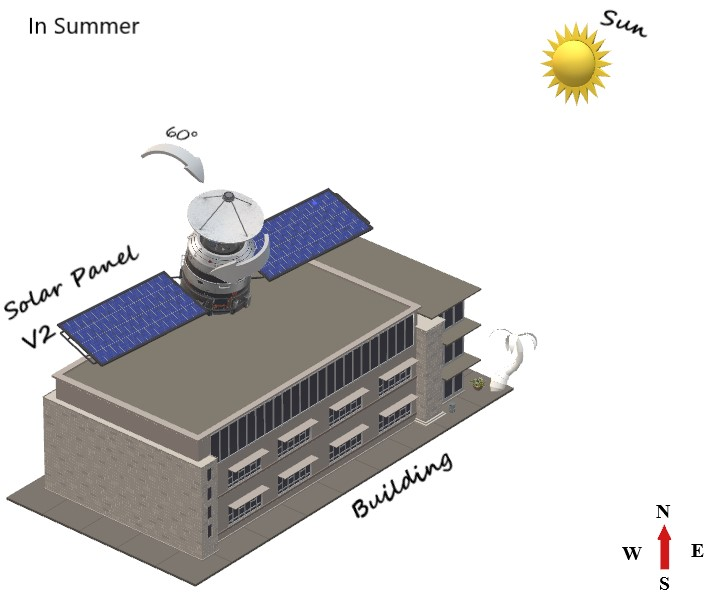 In Summer
Sun
60°
Solar Panel
V2
Building
N
W E
S